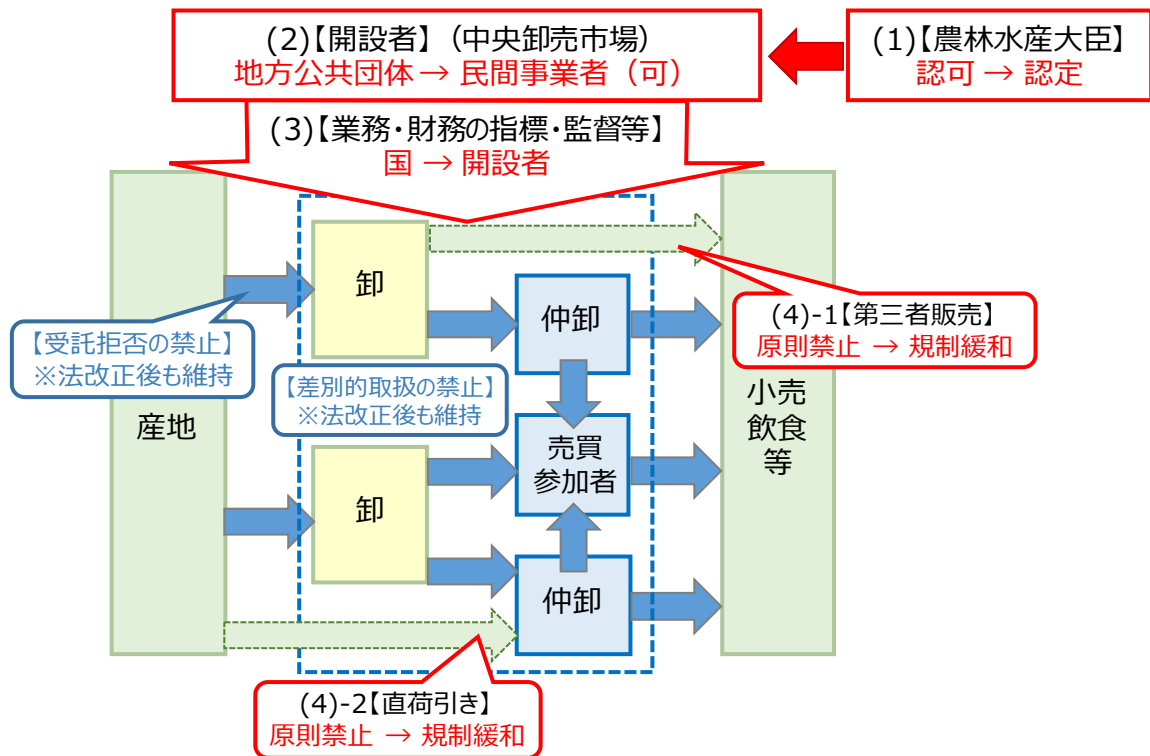 (2)【開設者】（中央卸売市場）
地方公共団体 → 民間事業者（可）
(1)【農林水産大臣】
認可 → 認定
(3)【業務・財務の指標・監督等】
国 → 開設者
卸
仲卸
(4)-1【第三者販売】
原則禁止 → 規制緩和
【受託拒否の禁止】
※法改正後も維持
【差別的取扱の禁止】
※法改正後も維持
産地
小売
飲食
等
売買
参加者
卸
仲卸
(4)-2【直荷引き】
原則禁止 → 規制緩和